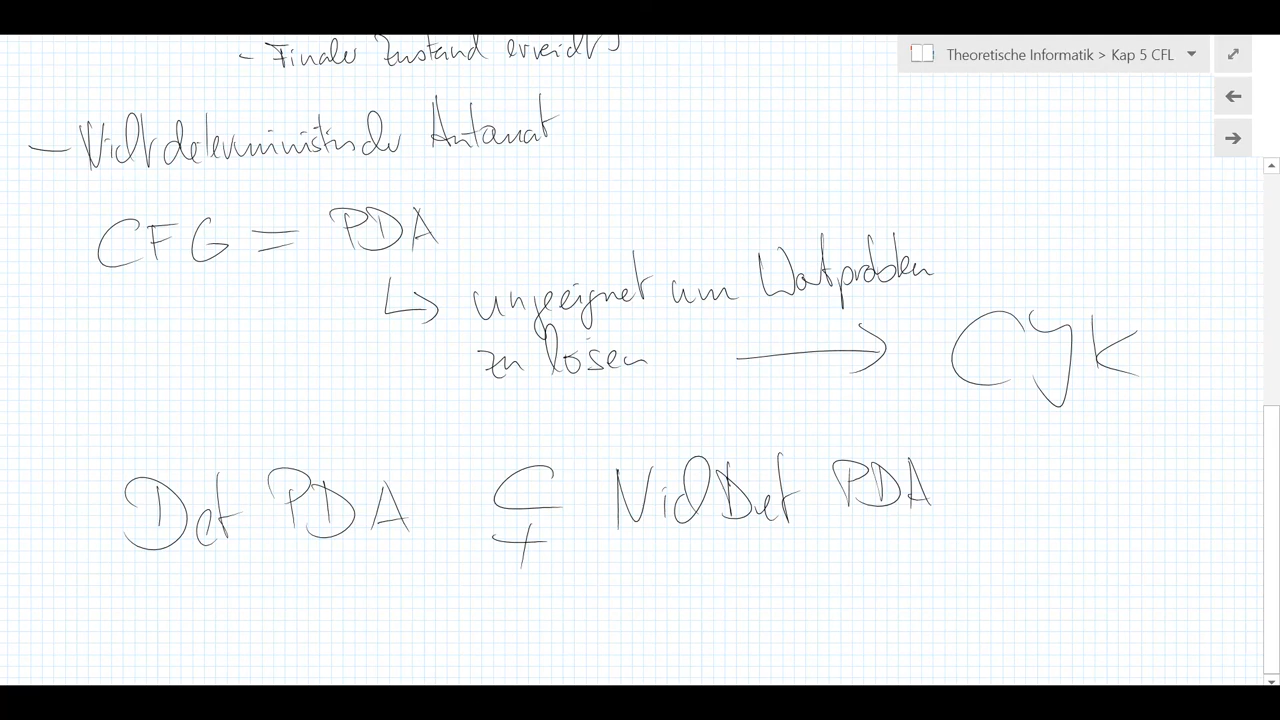 - Finaler Zustand erreicht
Theoretische Informatik > Kap 5 CFL
- Nichtdeterministischer Automat
CFG = PDA
↳ ungeeignet um Wortproblem
zu lösen → CYK
Det PDA ⊊ NichtDet PDA